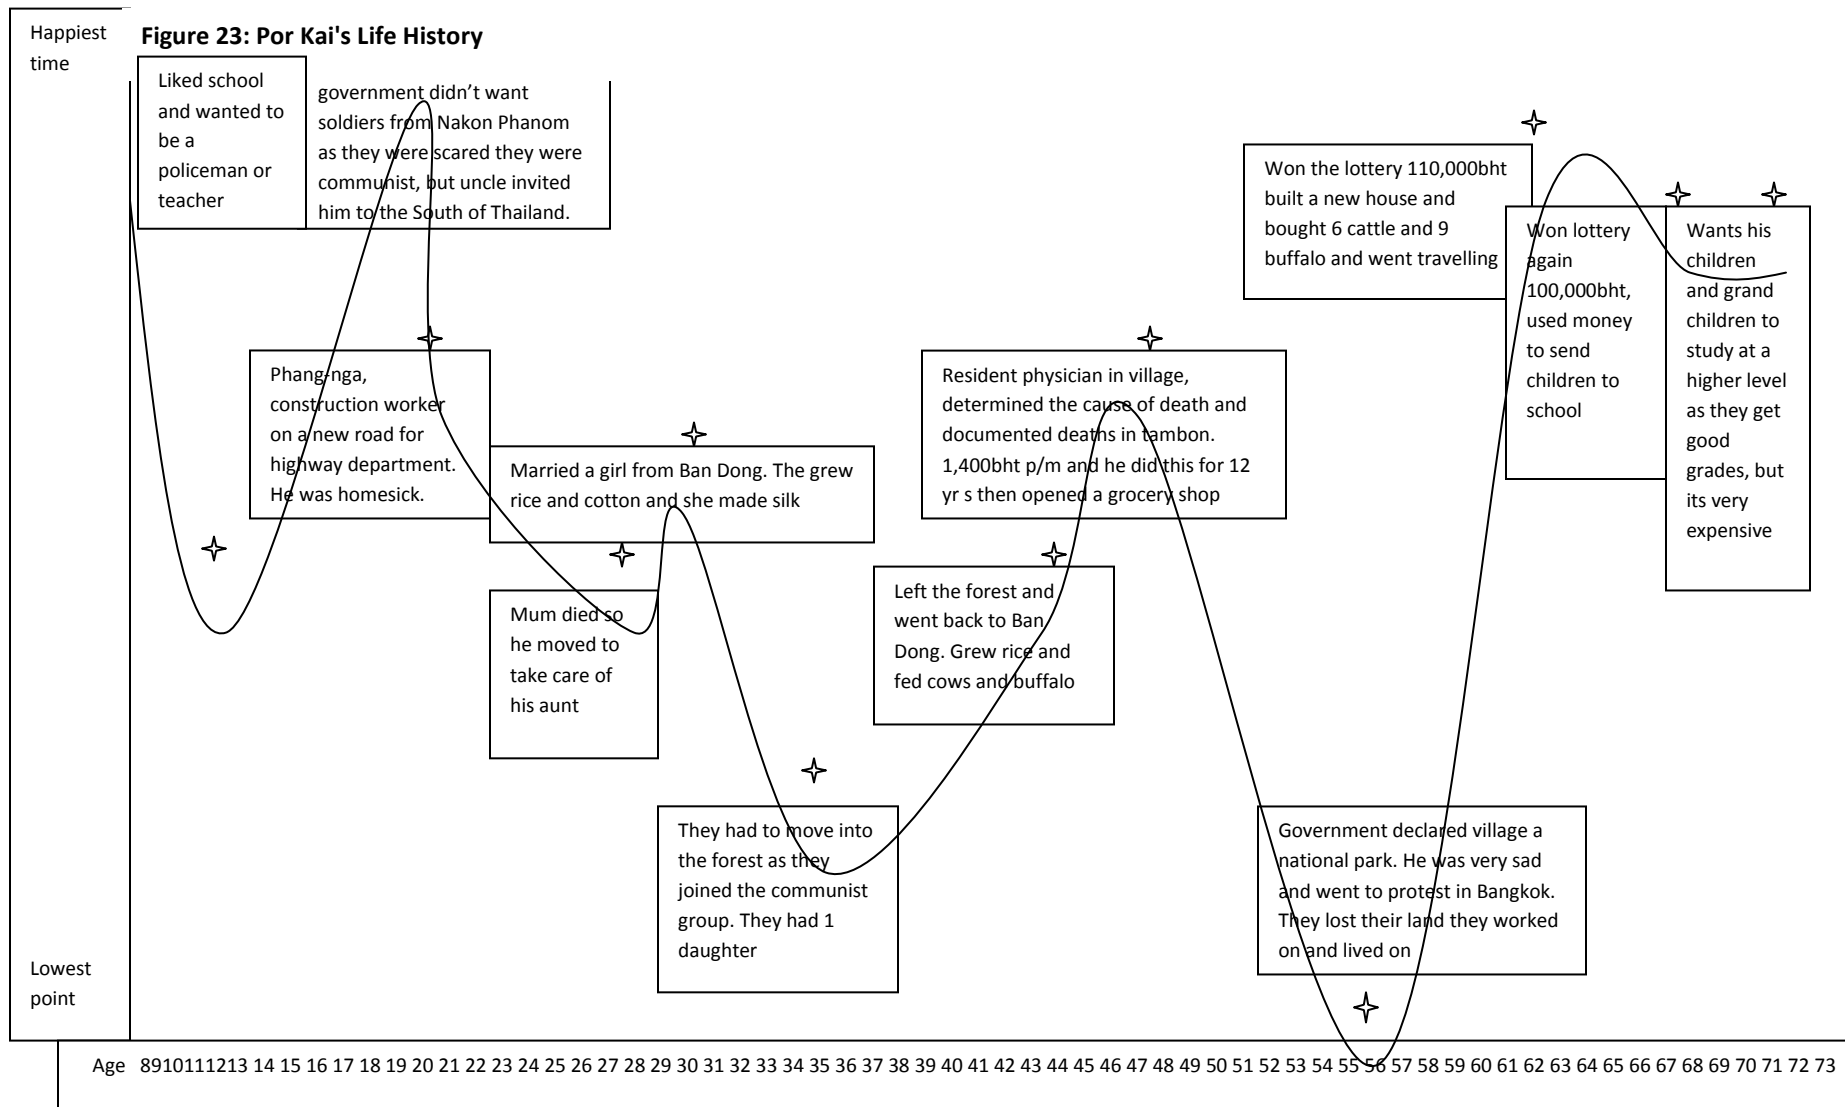 Happiest
time
Figure 23: Por Kai's Life History
Liked school
and wanted to
be a
policeman or
teacher
government didn’t want
soldiers from Nakon Phanom
as they were scared they were
communist, but uncle invited
him to the South of Thailand.
Won the lottery 110,000bht
built a new house and
bought 6 cattle and 9
buffalo and went travelling
Won lottery
again
100,000bht,
used money
to send
children to
school
Wants his
children
and grand
children to
study at a
higher level
as they get
good
grades, but
its very
expensive
Phang-nga,
construction worker
on a new road for
highway department.
He was homesick.
Resident physician in village,
determined the cause of death and
documented deaths in tambon.
1,400bht p/m and he did this for 12
yr s then opened a grocery shop
Married a girl from Ban Dong. The grew
rice and cotton and she made silk
Mum died so
he moved to
take care of
his aunt
Left the forest and
went back to Ban
Dong. Grew rice and
fed cows and buffalo
They had to move into
the forest as they
joined the communist
group. They had 1
daughter
Government declared village a
national park. He was very sad
and went to protest in Bangkok.
They lost their land they worked
on and lived on
Lowest
point
Age 8910111213 14 15 16 17 18 19 20 21 22 23 24 25 26 27 28 29 30 31 32 33 34 35 36 37 38 39 40 41 42 43 44 45 46 47 48 49 50 51 52 53 54 55 56 57 58 59 60 61 62 63 64 65 66 67 68 69 70 71 72 73